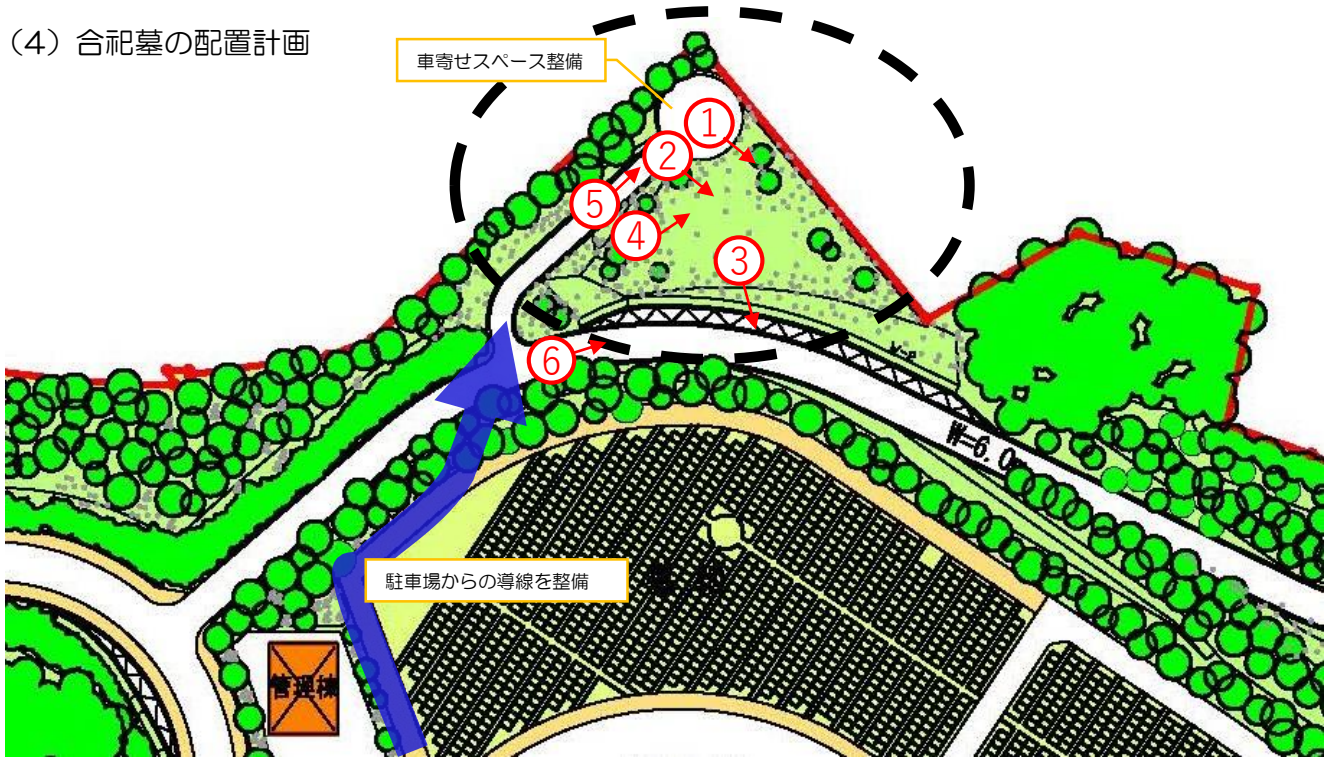 (4)合祀墓の配置計画
車寄せスペース整備
①
②
⑤
④
③
⑥
W=6.0
駐車場からの導線を整備
管理棟